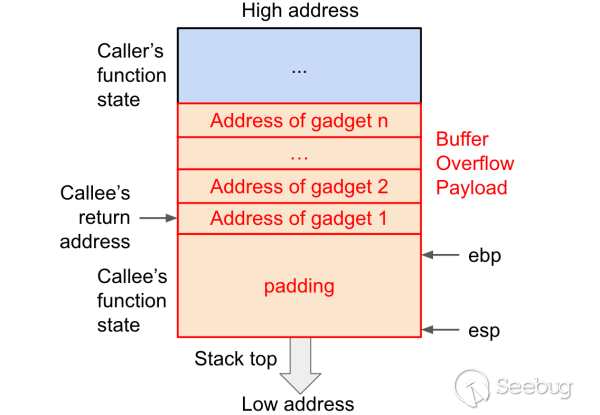 High address
Caller's
function
state
...
Address of gadget n
...
Address of gadget 2
Address of gadget 1
Buffer
Overflow
Payload
Callee's
return
address
Callee's
function
state
padding
ebp
esp
Stack top
Low address
Seebug